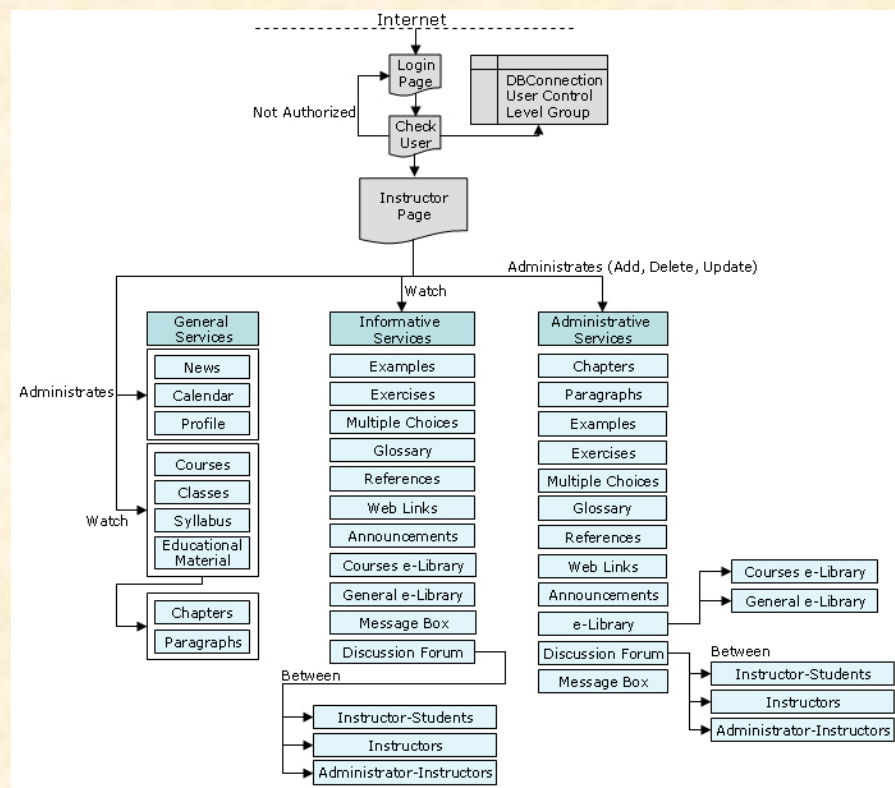 Internet
Login
Page
DBConnection
User Control
Level Group
Not Authorized
Check
User
Instructor
Page
Administrates (Add, Delete, Update)
Watch
General
Services
News
Calendar
Profile
Administrates
Courses
Classes
Syllabus
Educational
Material
Watch
Chapters
Paragraphs
Informative
Services
Examples
Exercises
Multiple Choices
Glossary
References
Web Links
Announcements
Courses e-Library
General e-Library
Message Box
Discussion Forum
Between
Instructor-Students
Instructors
Administrator-Instructors
Administrative
Services
Chapters
Paragraphs
Examples
Exercises
Multiple Choices
Glossary
References
Web Links
Announcements
e-Library
Discussion Forum
Message Box
Courses e-Library
General e-Library
Between
Instructor-Students
Instructors
Administrator-Instructors